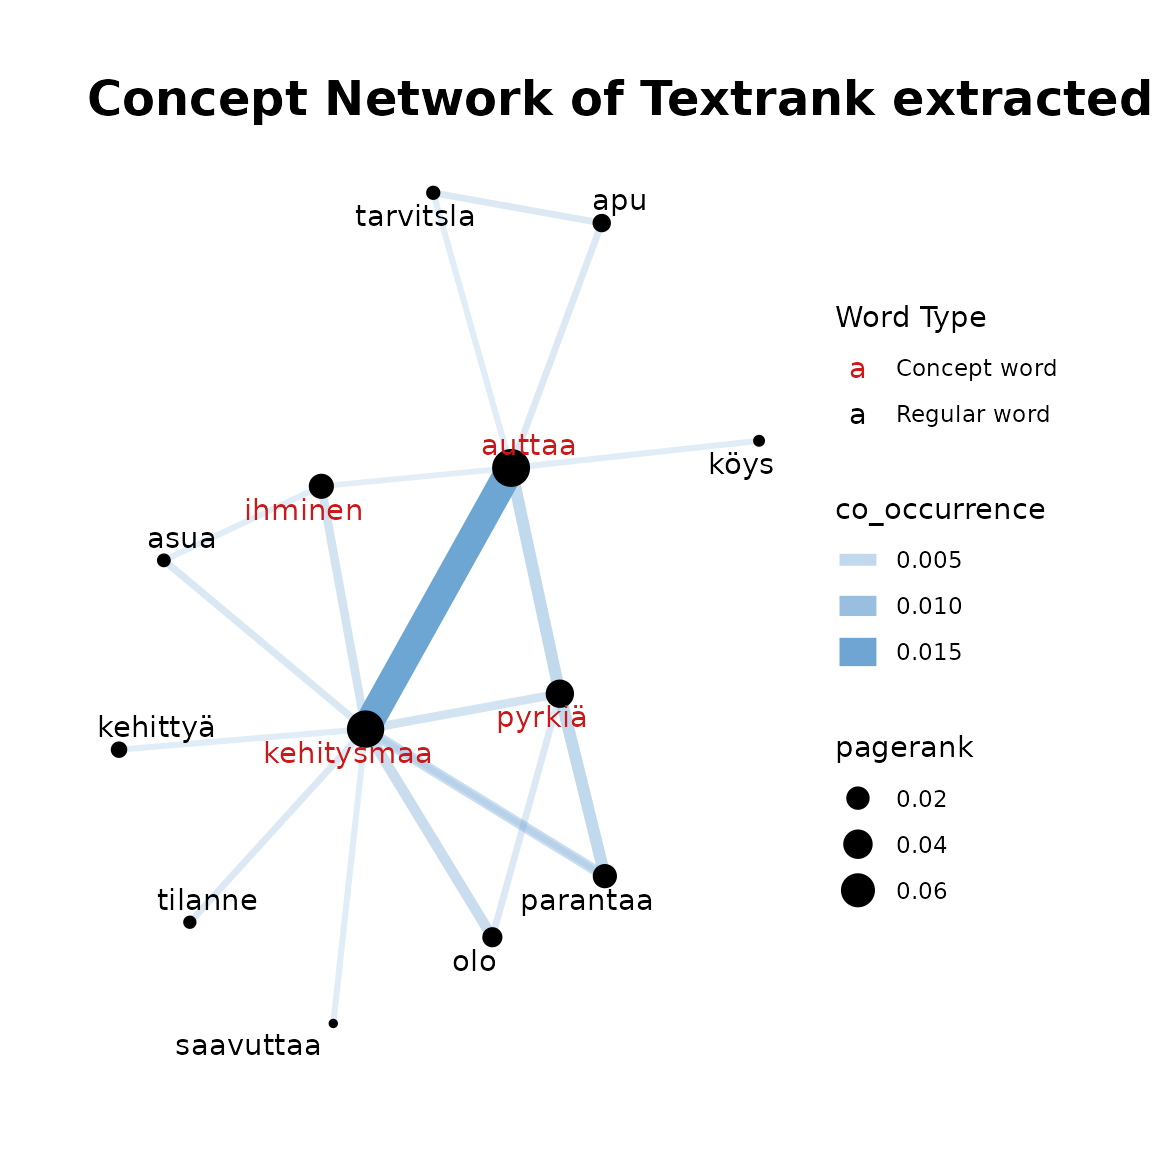 Concept Network of Textrank extracted
tarvitsla
apu
auttaa
köys
ihminen
asua
pyrkiä
kehittyä
kehitysmaa
tilanne
parantaa
olo
saavuttaa
Word Type
a Concept word
a Regular word
co_occurrence
0.005
0.010
0.015
pagerank
0.02
0.04
0.06